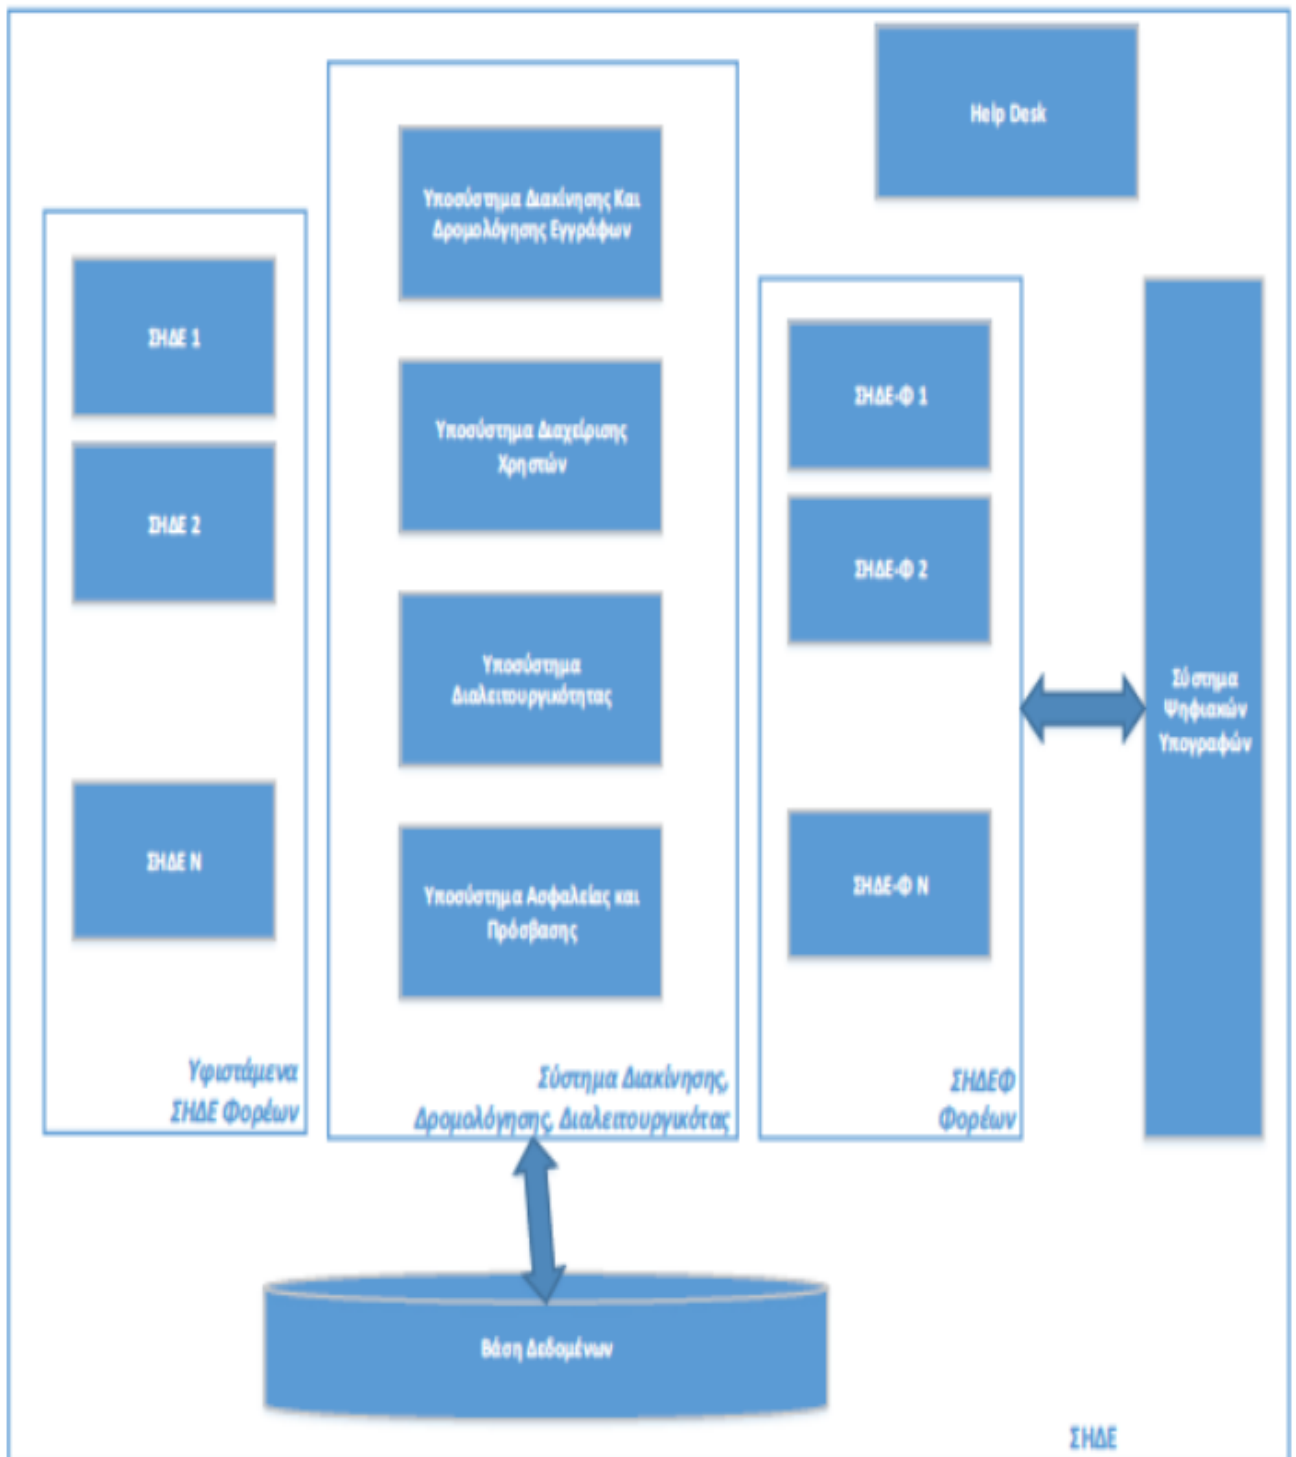 Help Desk
Υποσύστημα Διακίνησης Και
Δρομολόγησης Εγγράφων
ΣΗΔΕ 1
ΣΗΔΕ 2
ΣΗΔΕ Ν
Υφιστάμενα
ΣΗΔΕ Φορέων
Υποσύστημα Διαχείρισης
Χρηστών
Υποσύστημα
Διαλειτουργικότητας
Υποσύστημα Ασφαλείας και
Πρόσβασης
Σύστημα Διακίνησης,
Δρομολόγησης, Διαλειτουργικότας
ΣΗΔΕ-Φ 1
ΣΗΔΕ-Φ 2
ΣΗΔΕ-Φ Ν
ΣΗΔΕΦ
Φορέων
Σύστημα
Ψηφιακών
Υπογραφών
Βάση Δεδομένων
ΣΗΔΕ